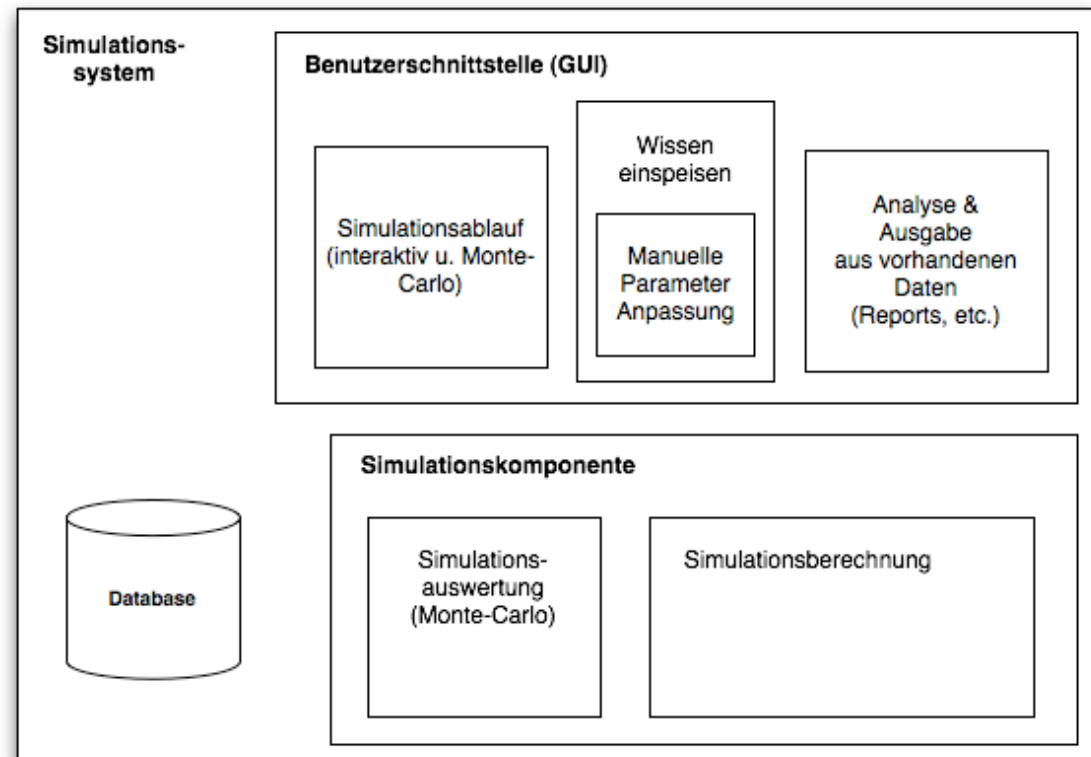 Simulations-
system
Benutzerschnittstelle (GUI)
Simulationsablauf
(interaktiv u. Monte-
Carlo)
Wissen
einspeisen
Manuelle
Parameter
Anpassung
Analyse &
Ausgabe
aus vorhandenen
Daten
(Reports, etc.)
Database
Simulationskomponente
Simulations-
auswertung
(Monte-Carlo)
Simulationsberechnung